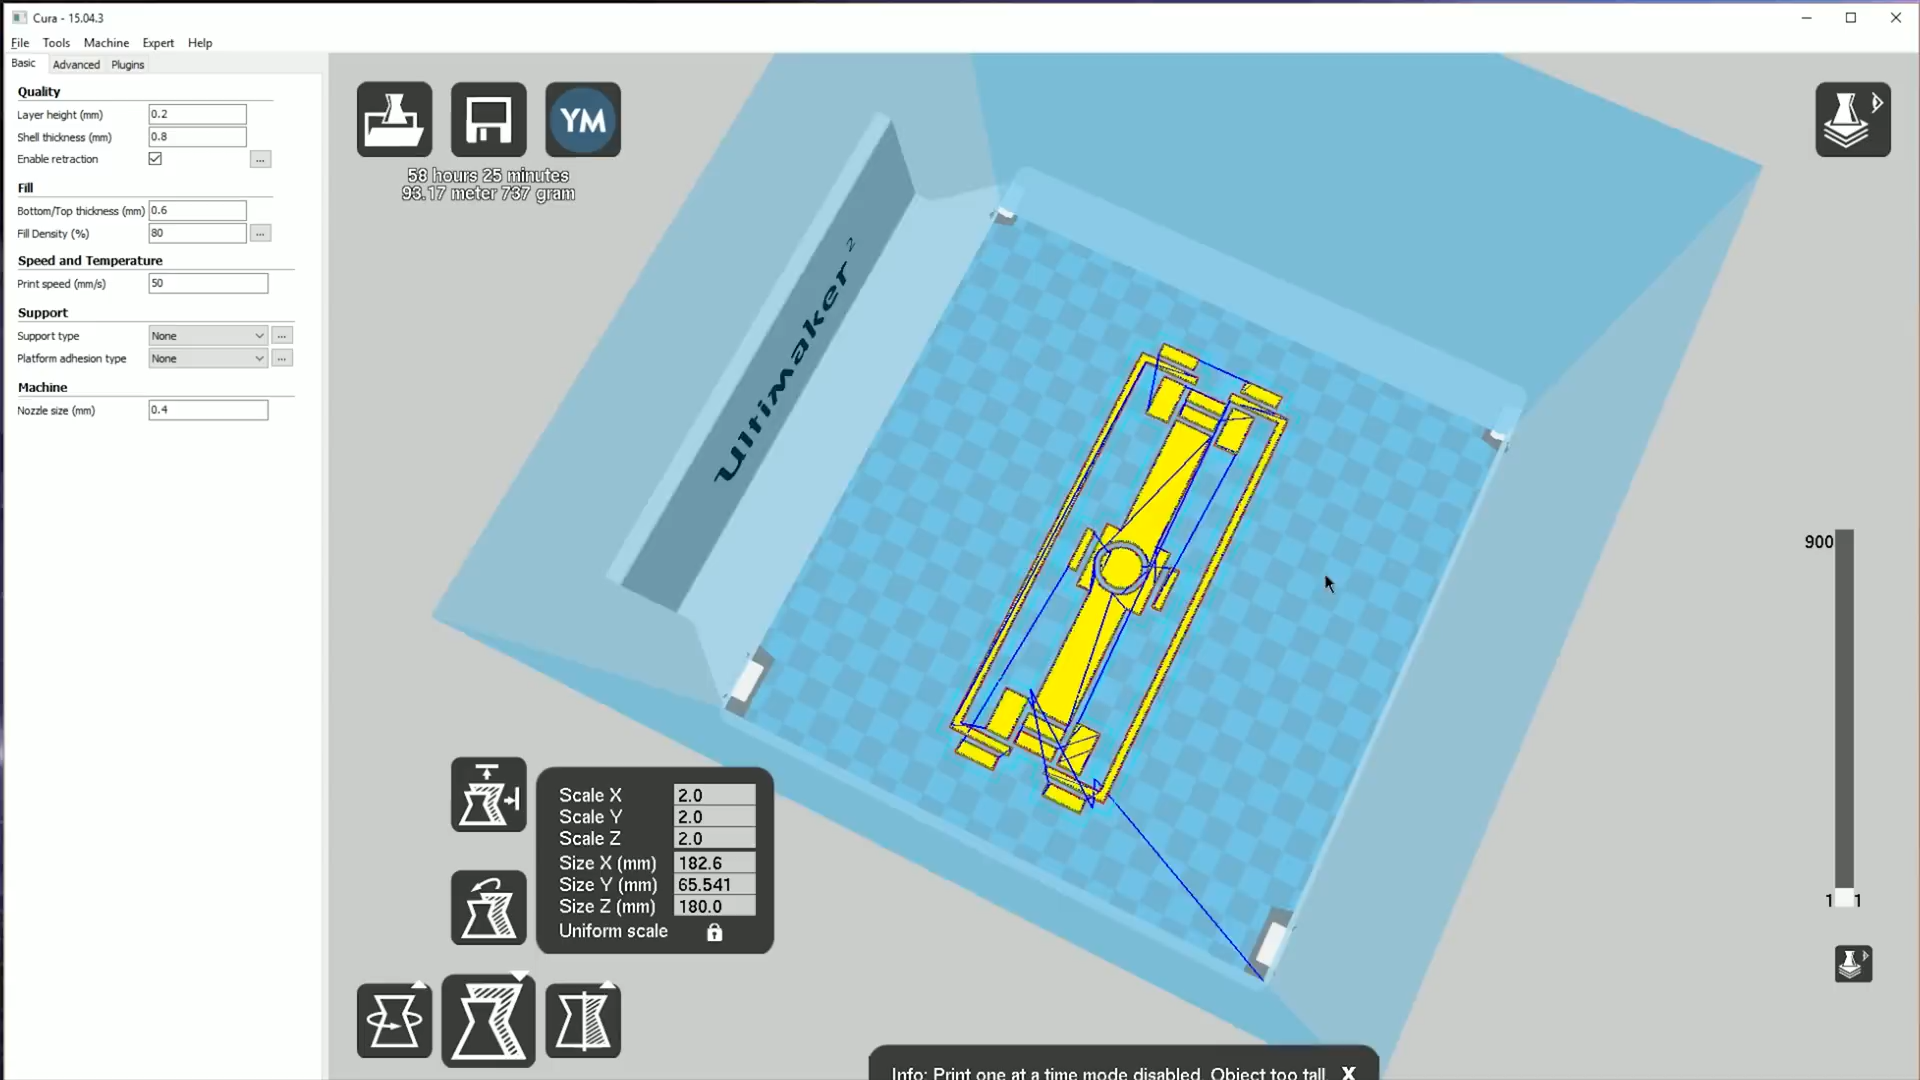 Cura - 15.04.3
File Tools Machine Expert Help
Basic Advanced Plugins
Quality
Layer height (mm) 0.2
Shell thickness (mm) 0.8
Enable retraction ...
Fill
Bottom/Top thickness (mm) 0.6
Fill Density (%) 80 ...
Speed and Temperature
Print speed (mm/s) 50
Support
Support type None ...
Platform adhesion type None ...
Machine
Nozzle size (mm) 0.4
YM
58 hours 25 minutes
93.17 meter 737 gram
Ultimaker 2
900
1 1
Scale X 2.0
Scale Y 2.0
Scale Z 2.0
Size X (mm) 182.6
Size Y (mm) 65.541
Size Z (mm) 180.0
Uniform scale
Info: Print one at a time mode disabled. Object too tall X